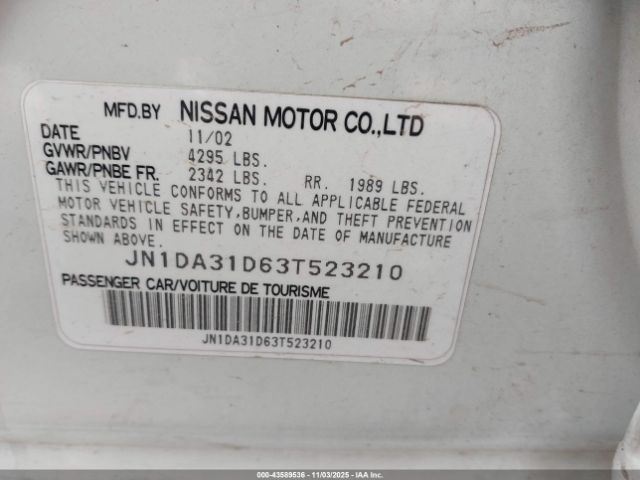 MFD.BY NISSAN MOTOR CO.,LTD
DATE 11/02
GVWR/PNBV 4295 LBS.
GAWR/PNBE FR. 2342 LBS. RR. 1989 LBS.
THIS VEHICLE CONFORMS TO ALL APPLICABLE FEDERAL
MOTOR VEHICLE SAFETY,BUMPER,AND THEFT PREVENTION
STANDARDS IN EFFECT ON THE DATE OF MANUFACTURE
SHOWN ABOVE.
JN1DA31D63T523210
PASSENGER CAR/VOITURE DE TOURISME
JN1DA31D63T523210
000-43589536 - 11/03/2025 - IAA Corp.